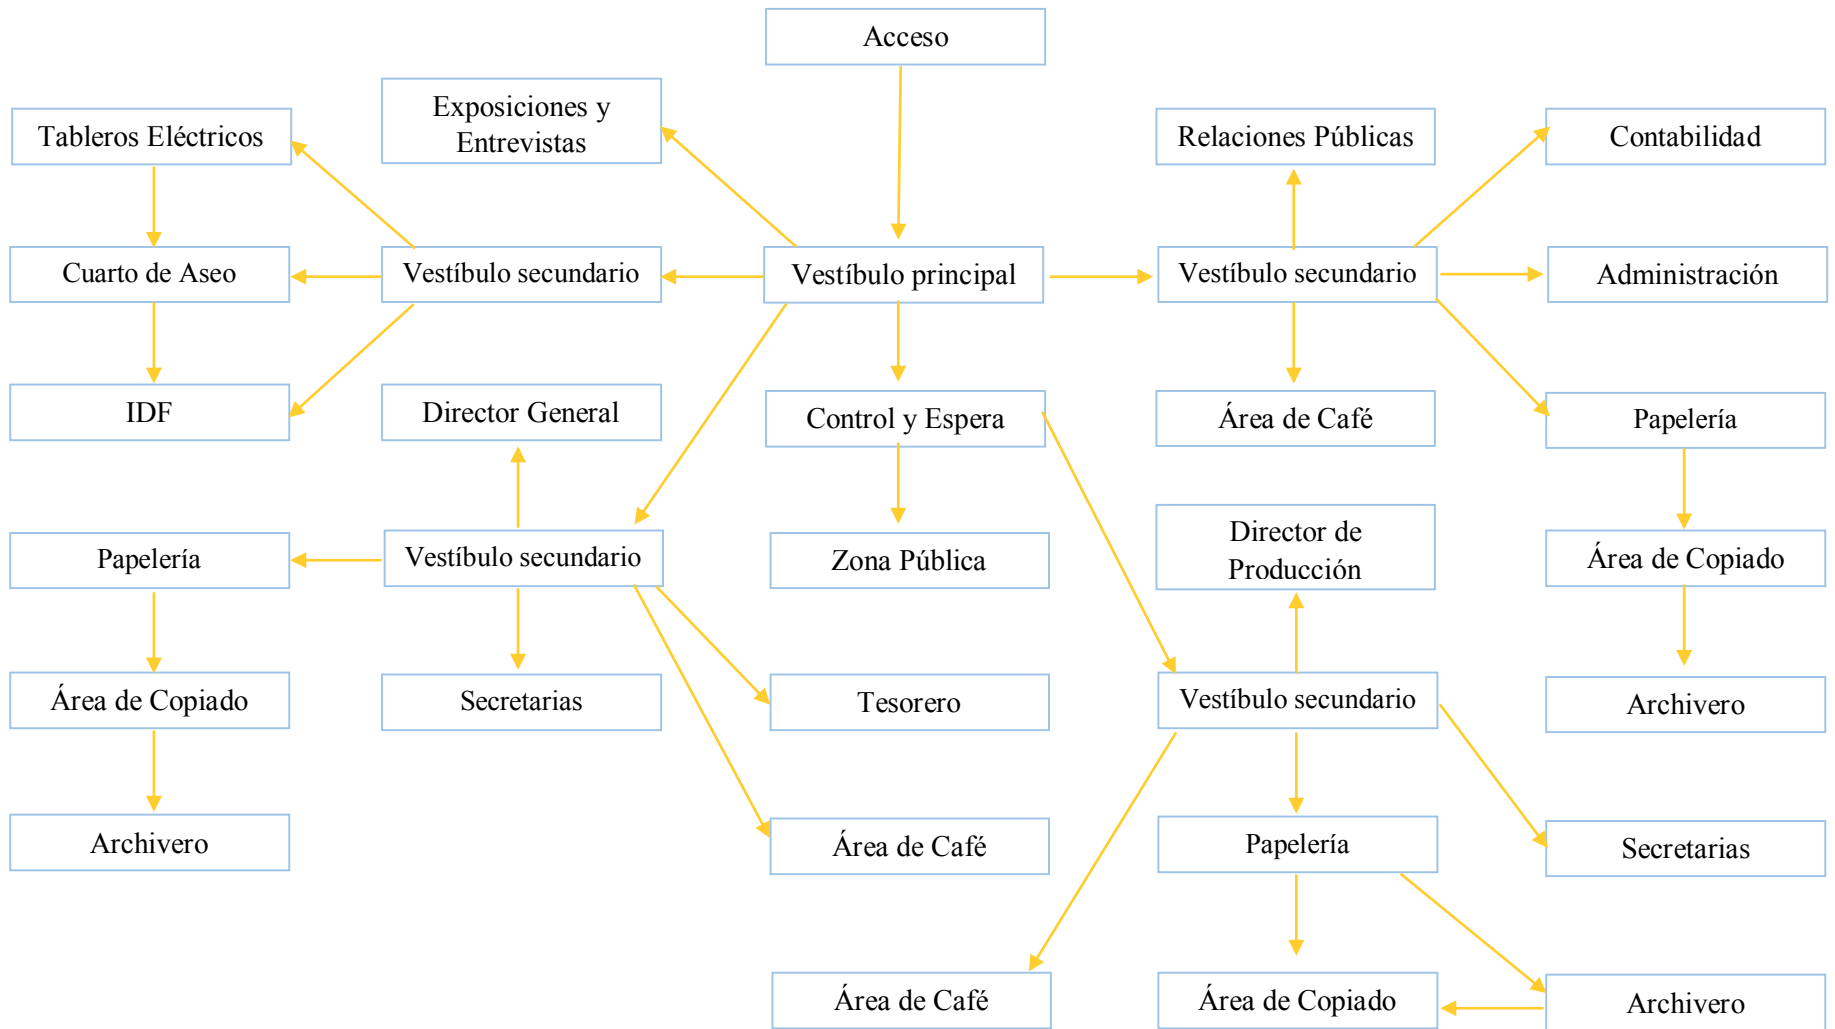 Acceso
Exposiciones y
Entrevistas
Tableros Eléctricos
Relaciones Públicas
Contabilidad
Cuarto de Aseo
Vestíbulo secundario
Vestíbulo principal
Vestíbulo secundario
Administración
IDF
Director General
Control y Espera
Área de Café
Papelería
Papelería
Vestíbulo secundario
Zona Pública
Director de
Producción
Área de Copiado
Área de Copiado
Secretarias
Tesorero
Vestíbulo secundario
Archivero
Archivero
Área de Café
Papelería
Secretarias
Área de Café
Área de Copiado
Archivero